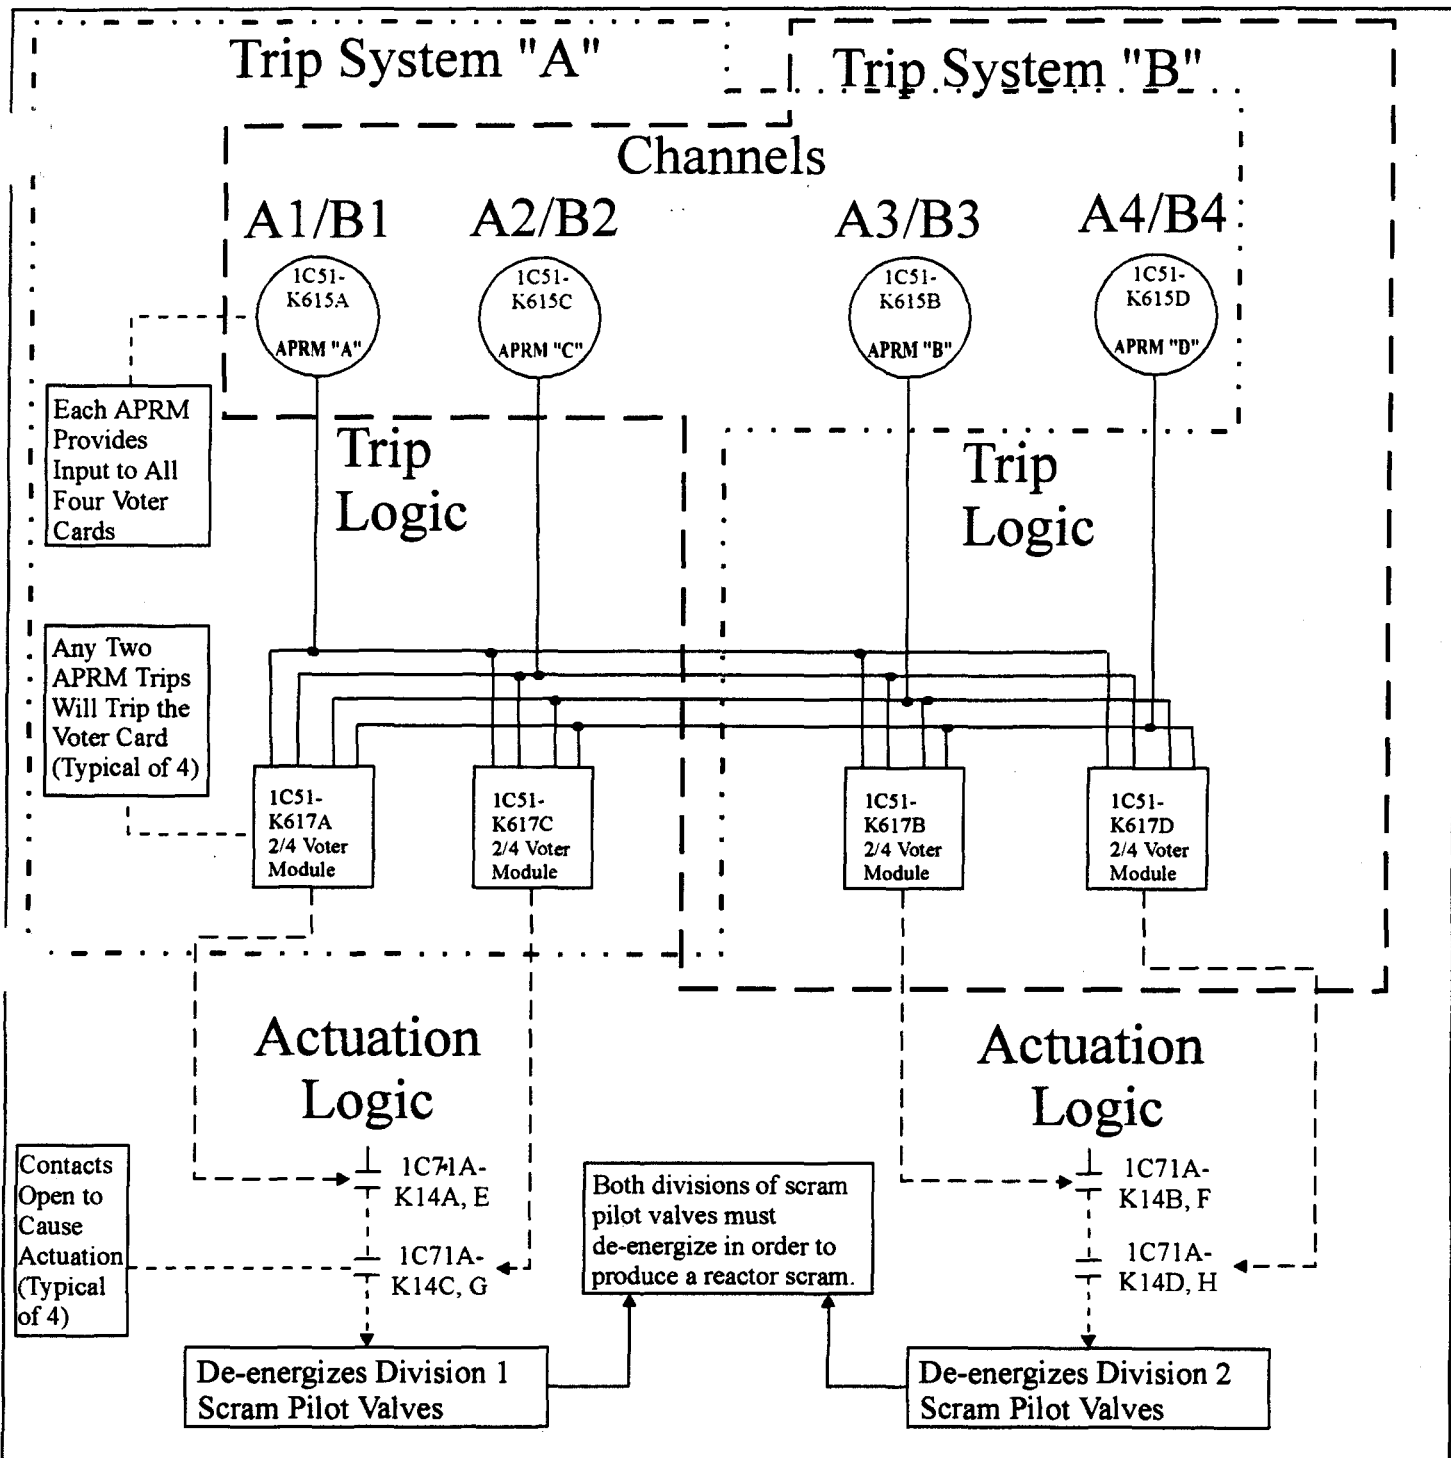 Trip System "A"
Trip System "B"
Channels
A1/B1
A2/B2
A3/B3
A4/B4
1C51-
K615A
APRM "A"
1C51-
K615C
APRM "C"
1C51-
K615B
APRM "B"
1C51-
K615D
APRM "D"
Each APRM
Provides
Input to All
Four Voter
Cards
Trip
Logic
Trip
Logic
Any Two
APRM Trips
Will Trip the
Voter Card
(Typical of 4)
1C51-
K617A
2/4 Voter
Module
1C51-
K617C
2/4 Voter
Module
1C51-
K617B
2/4 Voter
Module
1C51-
K617D
2/4 Voter
Module
Actuation
Logic
Actuation
Logic
Contacts
Open to
Cause
Actuation
(Typical
of 4)
1C71A-
K14A, E
1C71A-
K14C, G
Both divisions of scram
pilot valves must
de-energize in order to
produce a reactor scram.
1C71A-
K14B, F
1C71A-
K14D, H
De-energizes Division 1
Scram Pilot Valves
De-energizes Division 2
Scram Pilot Valves